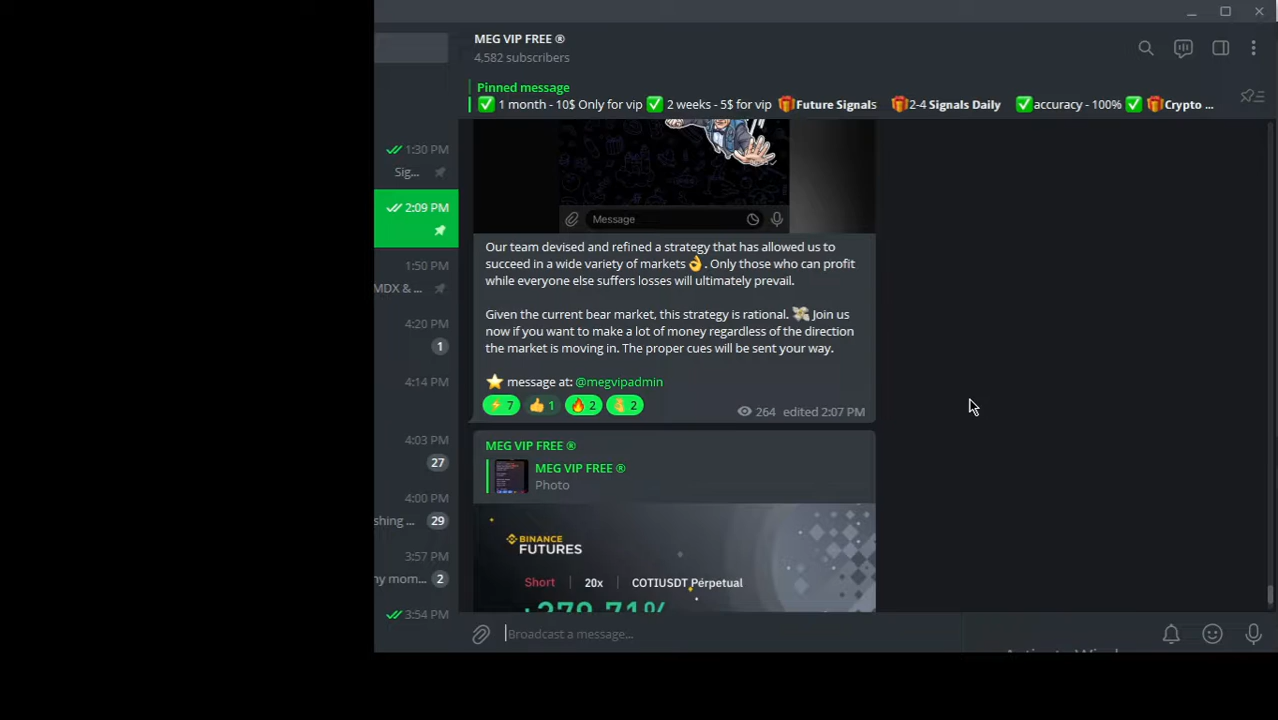 MEG VIP FREE ®
4,582 subscribers
Pinned message
✅ 1 month - 10$ Only for vip ✅ 2 weeks - 5$ for vip 🎁Future Signals 🎁2-4 Signals Daily ✅accuracy - 100% ✅ 🎁Crypto ...
1:30 PM
Sig...
2:09 PM
1:50 PM
MDX & ...
4:20 PM
1
4:14 PM
4:03 PM
27
4:00 PM
shing ... 29
3:57 PM
ny mom... 2
3:54 PM
Message
Our team devised and refined a strategy that has allowed us to
succeed in a wide variety of markets👌. Only those who can profit
while everyone else suffers losses will ultimately prevail.
Given the current bear market, this strategy is rational. 💸 Join us
now if you want to make a lot of money regardless of the direction
the market is moving in. The proper cues will be sent your way.
⭐ message at: @megvipadmin
⚡ 7 👍 1 🔥 2 👌 2
264 edited 2:07 PM
MEG VIP FREE ®
MEG VIP FREE ®
Photo
BINANCE
FUTURES
Short | 20x | COTIUSDT Perpetual
+279.71%
Broadcast a message...